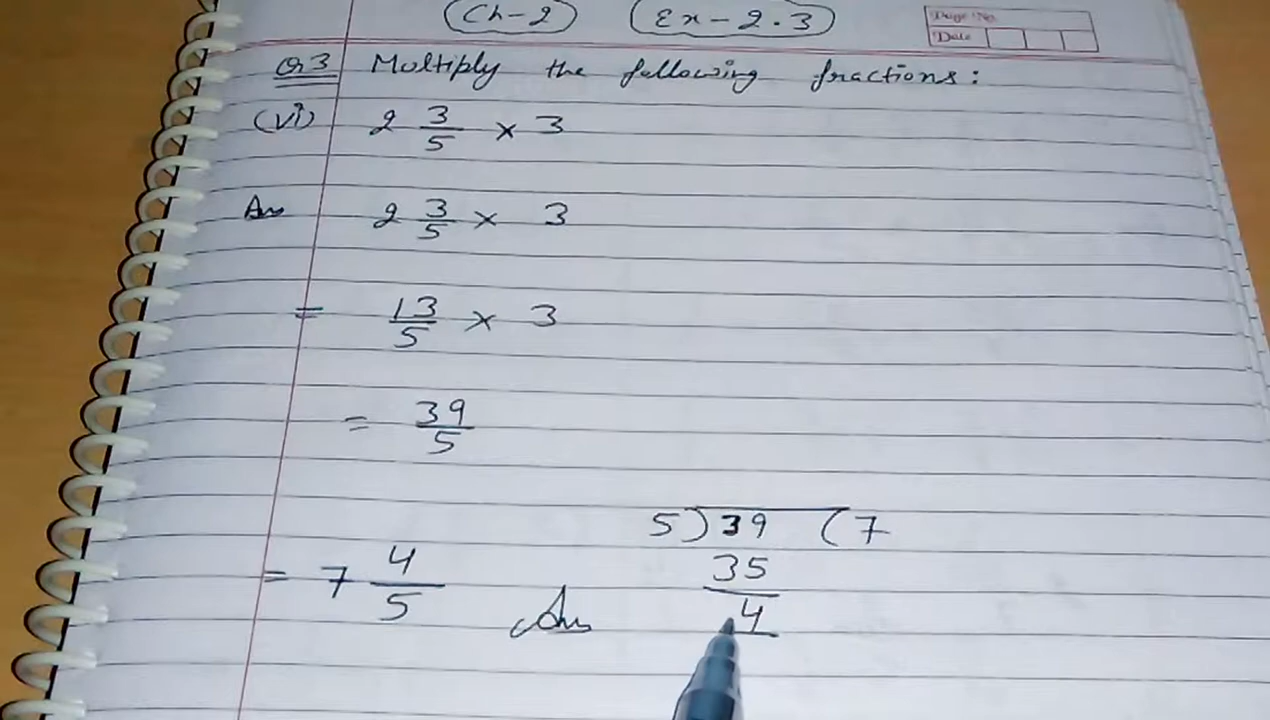 Ch-2 Ex-2.3
Page No.
Date
Q3 Multiply the following fractions:
(vi) 2 3/5 × 3
Ans 2 3/5 × 3
= 13/5 × 3
= 39/5
5) 39 (7
35
4
= 7 4/5 Ans